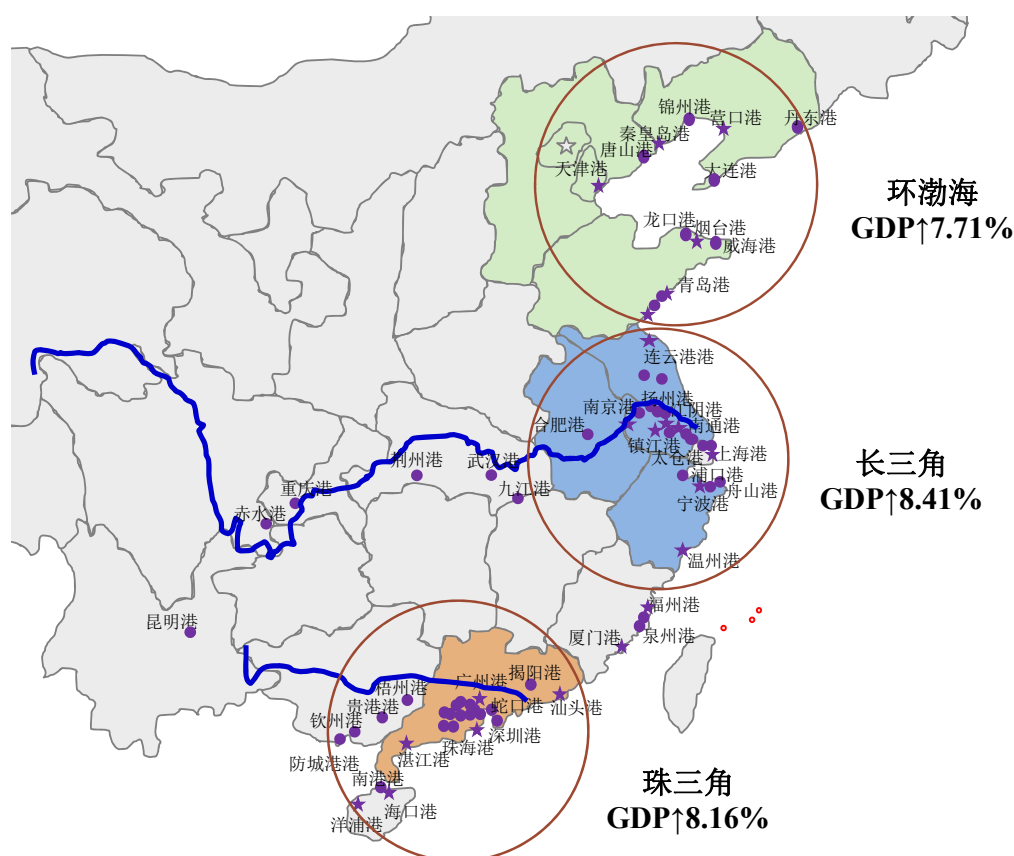 锦州港
营口港
丹东港
秦皇岛港
唐山港
天津港
大连港
环渤海
GDP↑7.71%
龙口港
烟台港
威海港
青岛港
连云港港
扬州港
南京港
江阴港
合肥港
南通港
镇江港
太仓港
上海港
浦口港
舟山港
宁波港
长三角
GDP↑8.41%
荆州港
武汉港
九江港
重庆港
赤水港
温州港
昆明港
福州港
泉州港
厦门港
揭阳港
广州港
梧州港
贵港港
蛇口港
汕头港
钦州港
深圳港
珠海港
防城港港
湛江港
南港港
海口港
洋浦港
珠三角
GDP↑8.16%